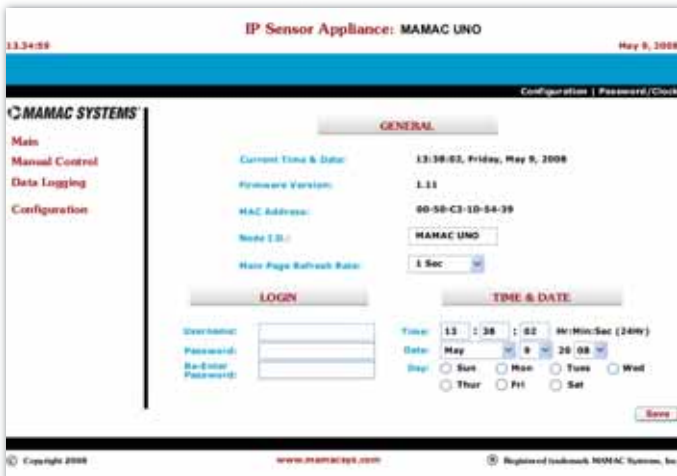 IP Sensor Appliance: MAMAC UNO
13:34:59 May 9, 2008
Configuration | Password/Clock
MAMAC SYSTEMS
Main
Manual Control
Data Logging
Configuration
GENERAL
Current Time & Date: 13:38:02, Friday, May 9, 2008
Firmware Version: 1.11
MAC Address: 00-50-C2-1D-54-39
Node I.D.: MAMAC UNO
Main Page Refresh Rate: 1 Sec
LOGIN
Username:
Password:
Re-Enter
Password:
TIME & DATE
Time: 13 : 38 : 02 Hr:Min:Sec (24Hr)
Date: May 9 20 08
Day: Sun Mon Tues Wed
Thur Fri Sat
Save
© Copyright 2008 www.mamacsys.com ® Registered trademark MAMAC Systems, Inc